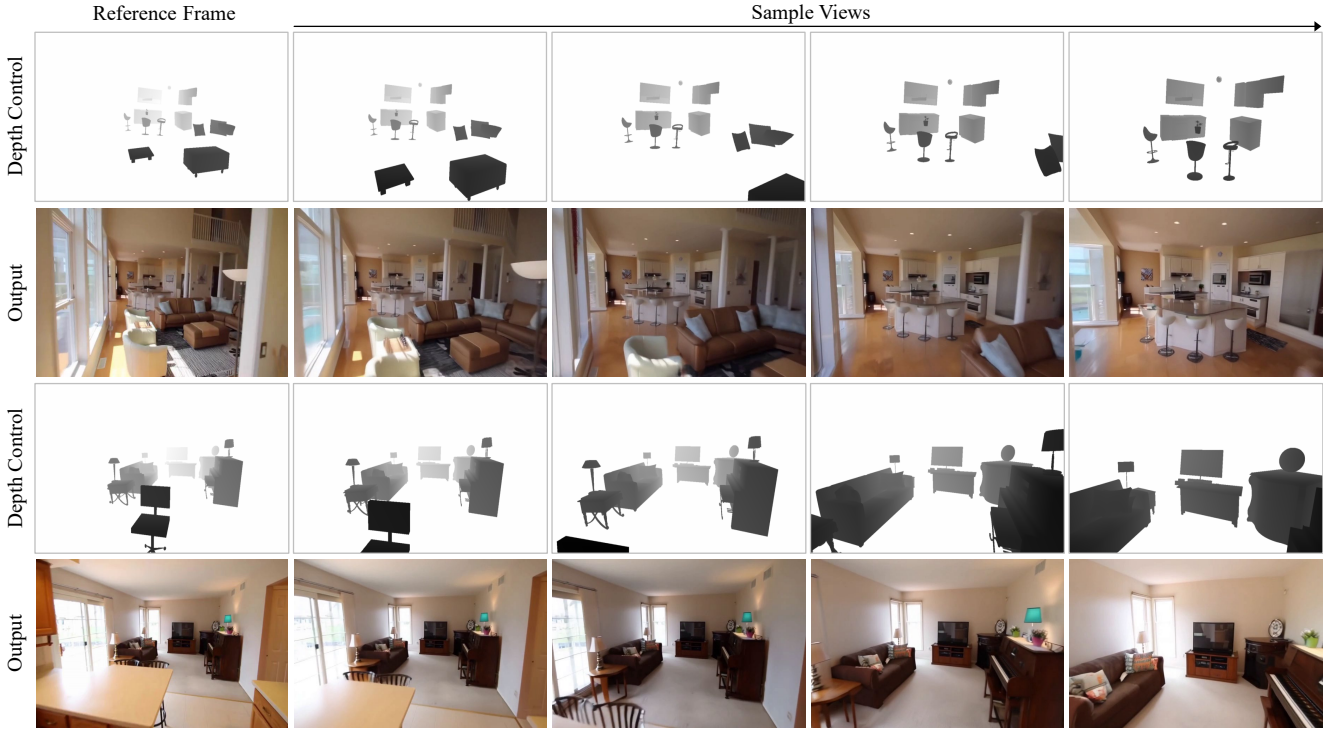 Reference Frame
Sample Views
Depth Control
Output
Depth Control
Output